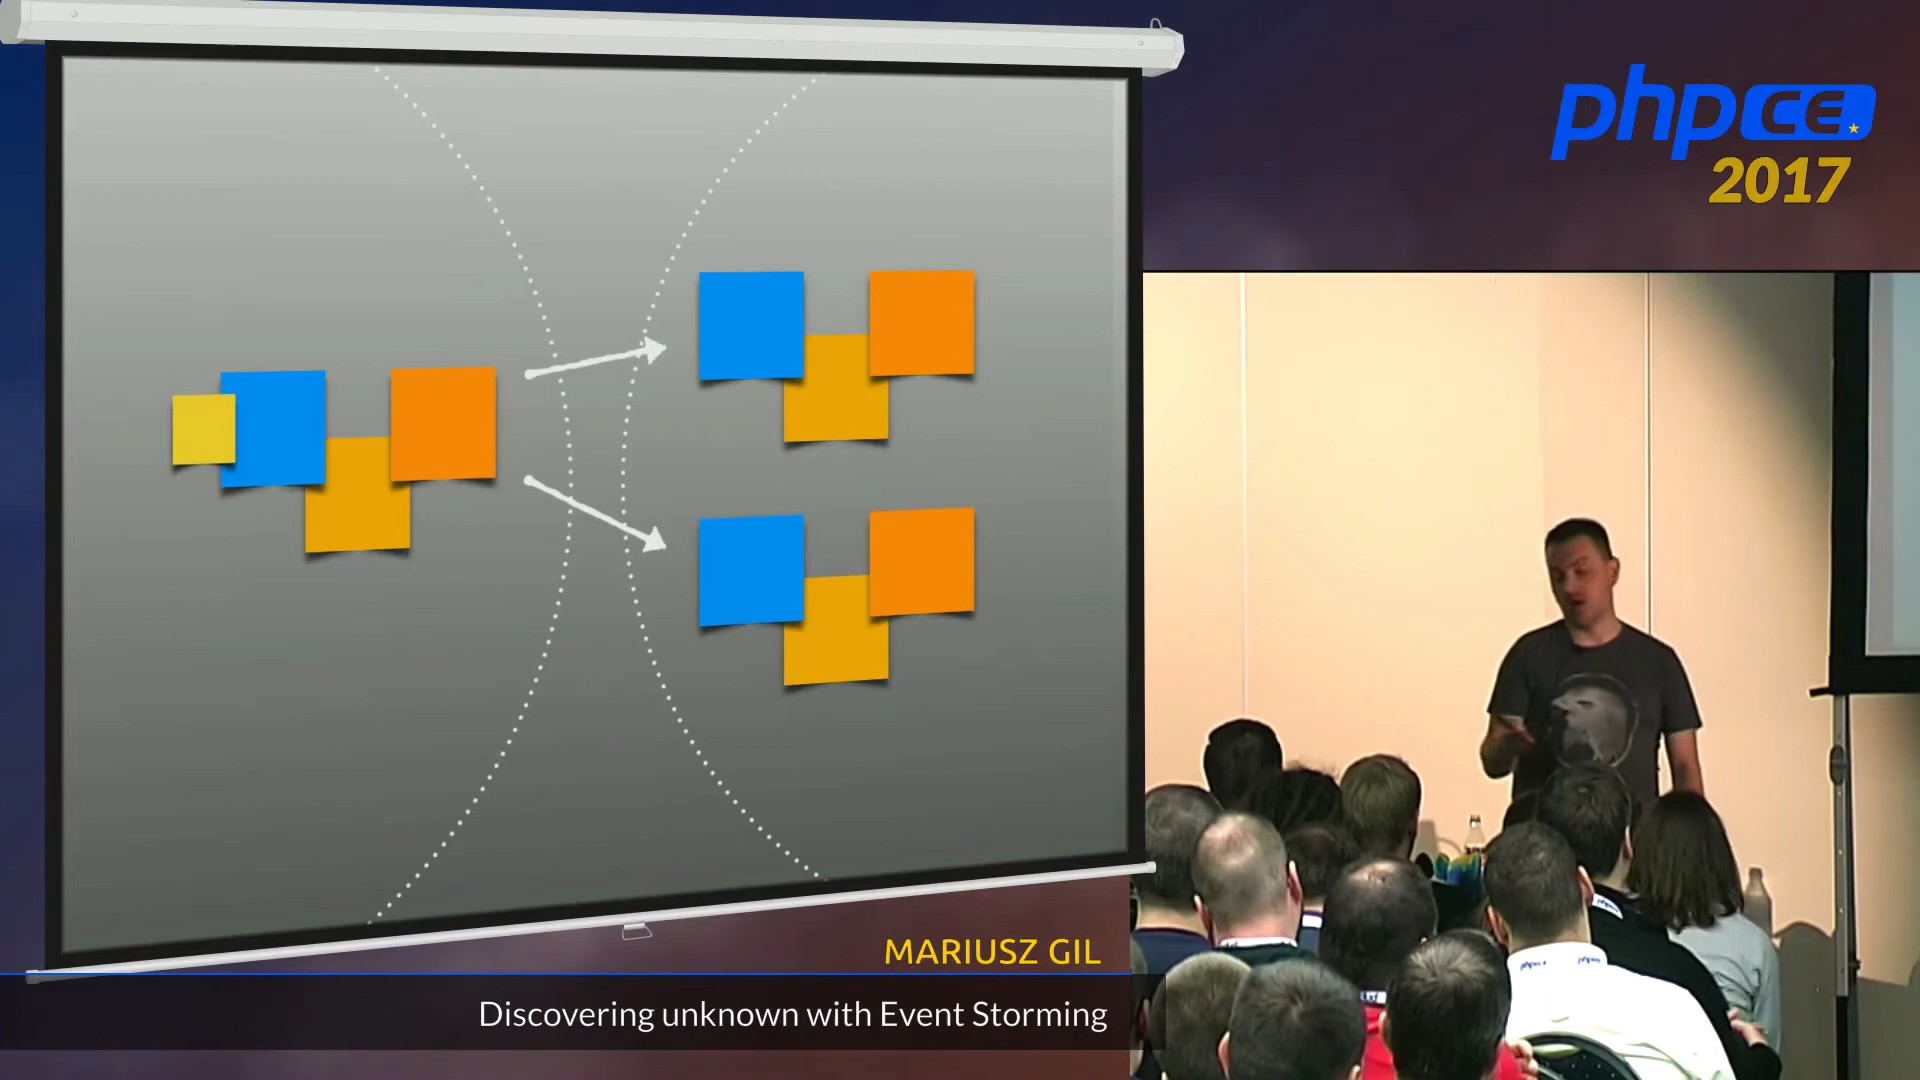 phpCE
2017
MARIUSZ GIL
Discovering unknown with Event Storming